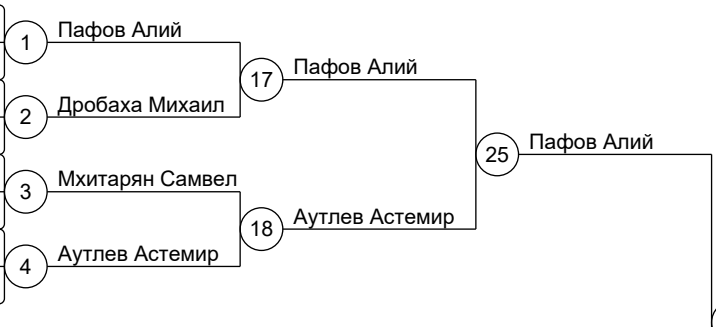 1 Пафов Алий
17 Пафов Алий
2 Дробаха Михаил
25 Пафов Алий
3 Мхитарян Самвел
18 Аутлев Астемир
4 Аутлев Астемир